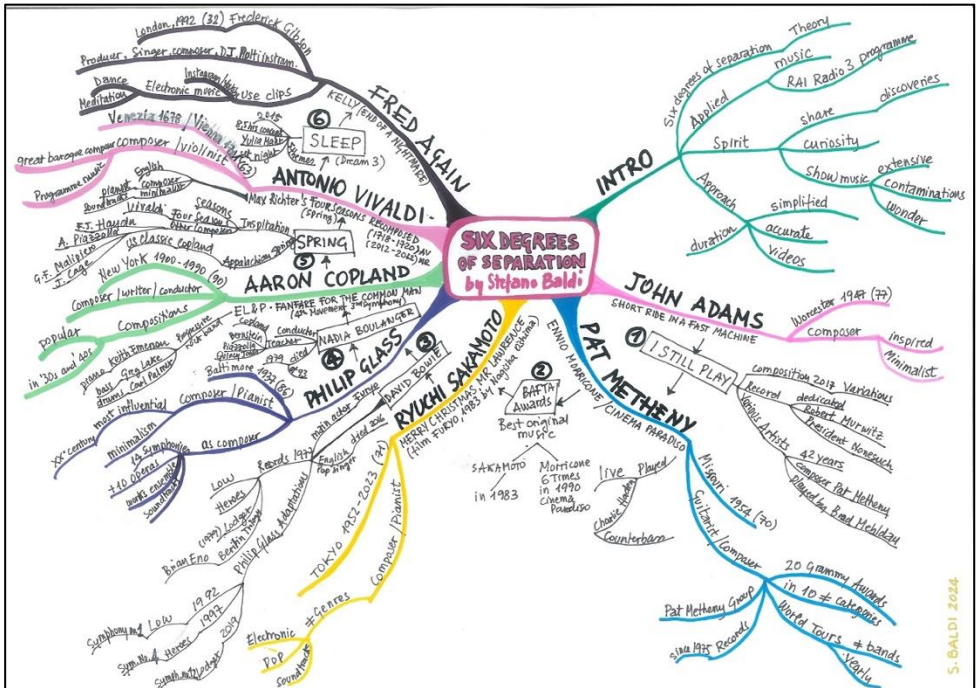 SIX DEGREES
OF SEPARATION
by Stefano Baldi
INTRO
Six degrees of separation
Theory
Applied
music
RAI Radio 3 programme
Spirit
share
discoveries
curiosity
show music
extensive
contaminations
wonder
Approach
simplified
accurate
videos
duration
JOHN ADAMS
SHORT RIDE IN A FAST MACHINE
Worcester 1947 (77)
Composer
inspired
Minimalist
1
I STILL PLAY
Composition 2017 Variations
Record
dedicated
Robert Hurwitz
President Nonesuch
Various Artists
42 years
composer Pat Metheny
played by Brad Mehldau
PAT METHENY
ENNIO MORRICONE / CINEMA PARADISO
Missouri 1954 (70)
Guitarist/Composer
20 Grammy Awards
in 10 ≠ categories
World Tours ≠ bands
Yearly
Pat Metheny Group
since 1975 Records
live Played
Charlie Haden
Counterbass
2
BAFTA
Awards
Best original
music
SAKAMOTO
in 1983
Morricone
6 Times
in 1990
Cinema
Paradiso
RYUCHI SAKAMOTO
MERRY CHRISTMAS MR LAWRENCE
(film FURYO, 1983 by Nagisha Oshima)
TOKYO 1952-2023 (71)
Composer/Pianist
≠ Genres
Electronic
POP
Soundtracks
3
DAVID BOWIE
main actor Furyo
died 2016
English
Pop singer
Records 1977
Low
Heroes
(1979) Lodger
Berlin Trilogy
Brian Eno
Philip Glass Adaptations
Symphony n.1 Low 1992
Sym. No. 4 Heroes 1997
Symph. n.12 Lodger 2019
PHILIP GLASS
Baltimore
1937 (86)
Composer/Pianist
most influential
XX° century
as composer
minimalism
14 Symphonies
+10 operas
works ensemble
soundtracks
4
NADIA BOULANGER
Conductor
Teacher
1979 died
at 93
Copland
Bernstein
Piazzolla
Quincy Jones
AARON COPLAND
EL&P - FANFARE FOR THE COMMON MAN
(4th Movement 3rd Symphony)
Progressive
rock band
Keith Emerson
piano
Greg Lake
bas
Carl Palmer
drums
New York 1900-1990 (90)
Composer/writer/conductor
Compositions
popular
in 30s and 40s
5
SPRING
Inspiration
Seasons
Four Seasons
Vivaldi
other composer
F.J. Haydn
A. Piazzolla
G.F. Malipiero
J. Cage
US classic Copland
Appalachian Spring
ANTONIO VIVALDI -
Max Richter's Four Seasons RECOMPOSED
(Spring)
(1718-1720) AV
(2012-2022) MR
English
composer
minimalist
pianist
soundtracks
Venezia 1678 / Vienna
(63)
composer/violinist
great baroque composer
Programme music
6
SLEEP
(Dream 3)
2015
8,5 hrs concert
at night
FRED AGAIN
KELLY (END OF A NIGHTMARE)
Frederick Gibson
London, 1992 (32)
Producer, Singer, composer, DJ, Multiinstrum.
Use clips
Electronic music
Dance
Meditation
S. BALDI 2024